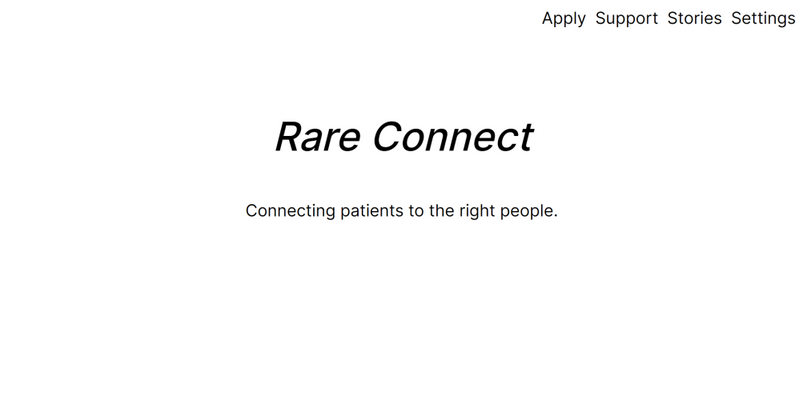 Apply Support Stories Settings
Rare Connect
Connecting patients to the right people.